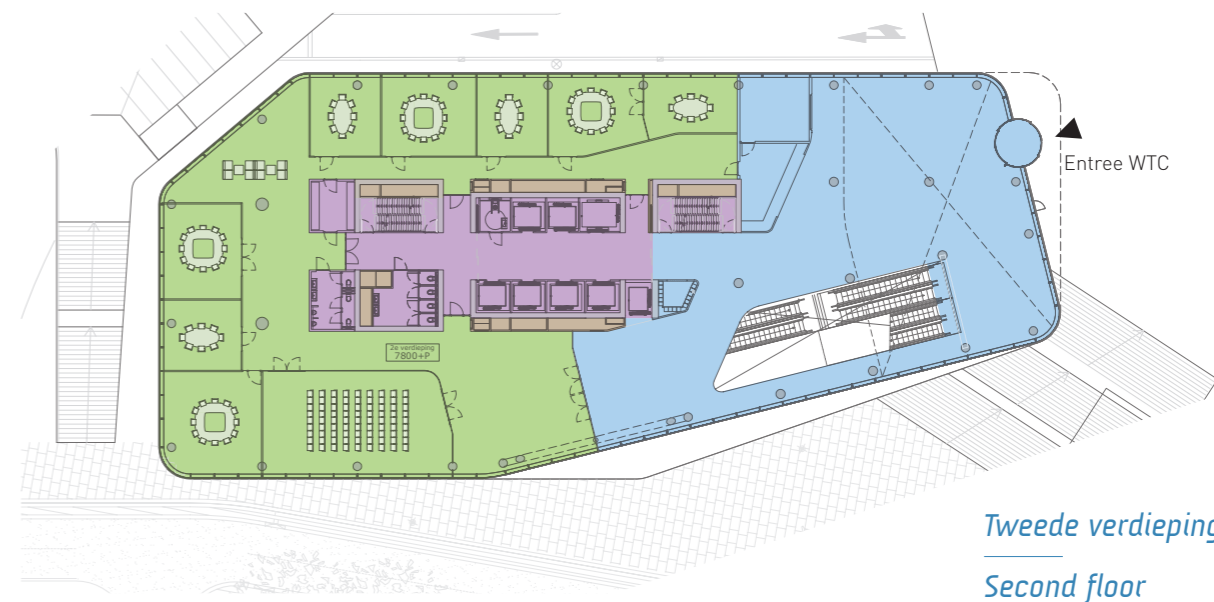 Entree WTC
2e verdieping
7800+P
Tweede verdieping
Second floor